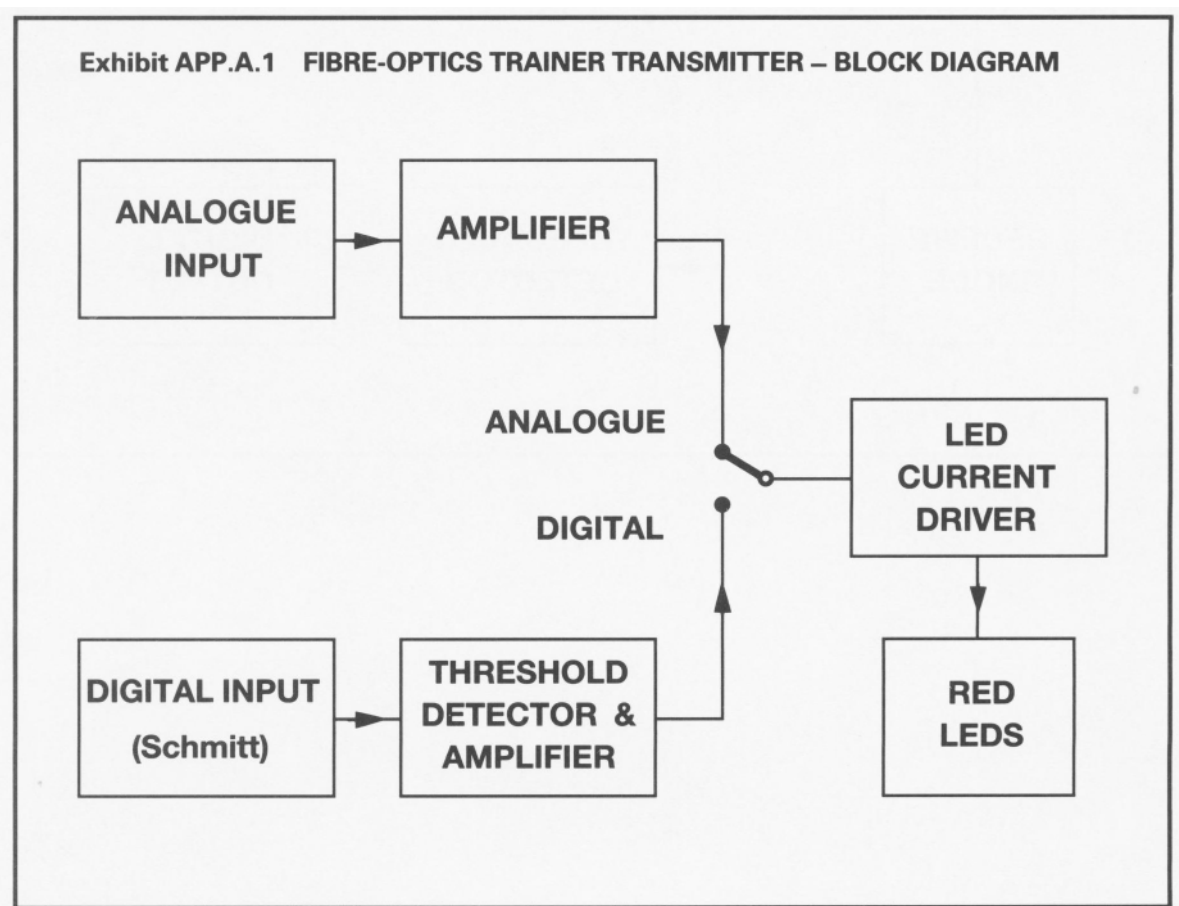 Exhibit APP.A.1 FIBRE-OPTICS TRAINER TRANSMITTER – BLOCK DIAGRAM
ANALOGUE
INPUT
AMPLIFIER
ANALOGUE
DIGITAL
LED
CURRENT
DRIVER
DIGITAL INPUT
(Schmitt)
THRESHOLD
DETECTOR &
AMPLIFIER
RED
LEDS